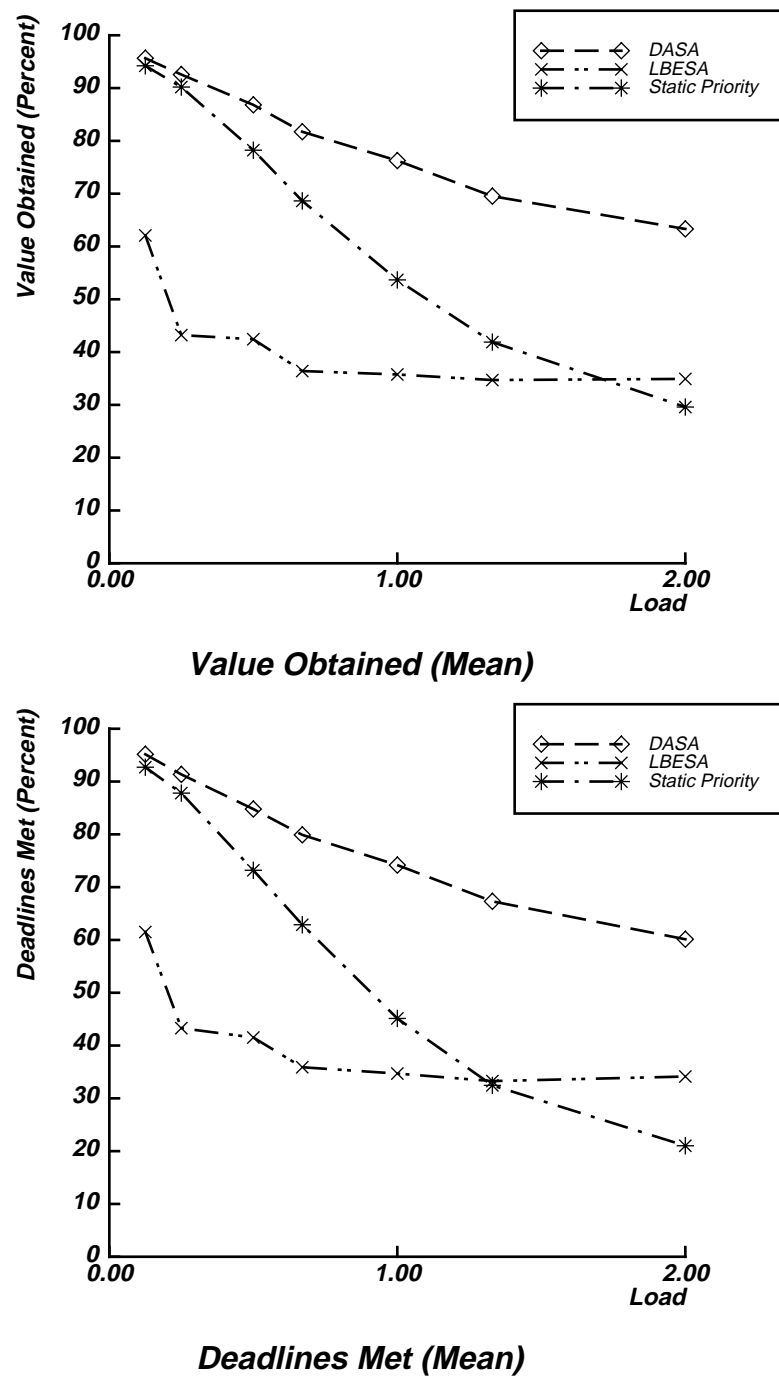 Value Obtained (Percent)
100
90
80
70
60
50
40
30
20
10
0
0.00
1.00
2.00
Load
DASA
LBESA
Static Priority
Value Obtained (Mean)
Deadlines Met (Percent)
100
90
80
70
60
50
40
30
20
10
0
0.00
1.00
2.00
Load
DASA
LBESA
Static Priority
Deadlines Met (Mean)